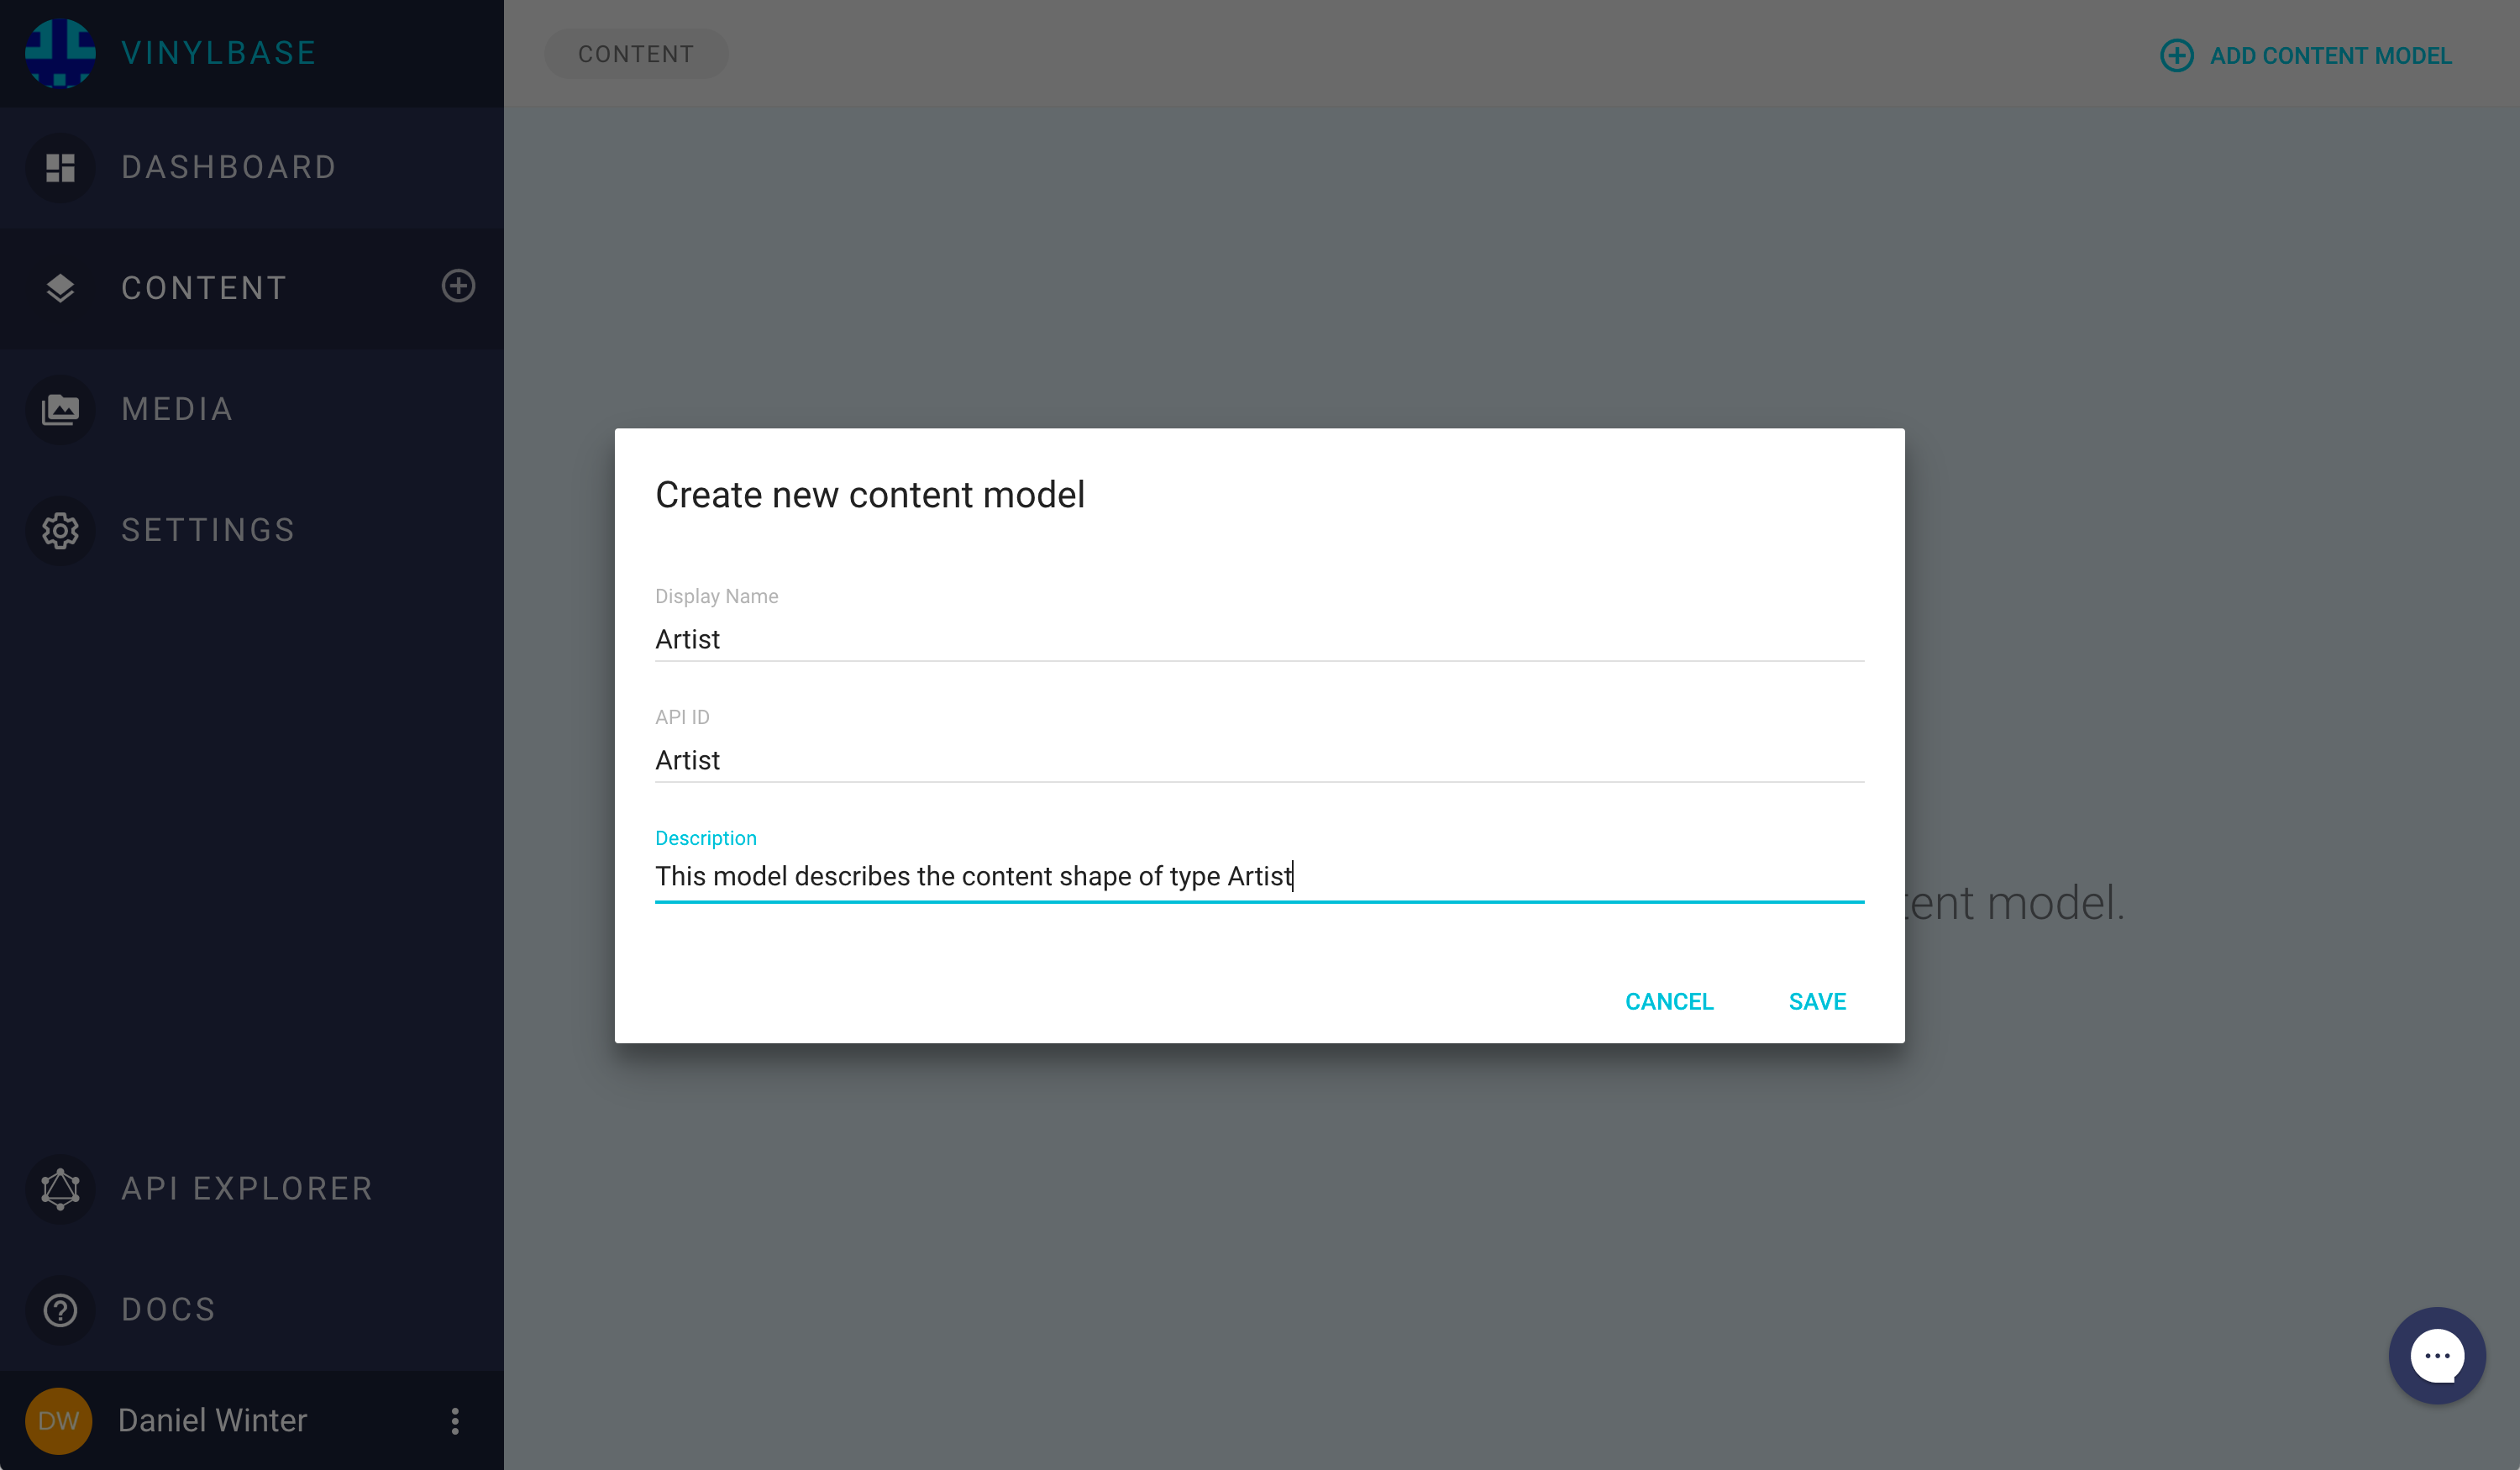 VINYLBASE
CONTENT
ADD CONTENT MODEL
DASHBOARD
CONTENT
MEDIA
SETTINGS
Create new content model
Display Name
Artist
API ID
Artist
Description
This model describes the content shape of type Artist
tent model.
CANCEL
SAVE
API EXPLORER
DOCS
DW
Daniel Winter